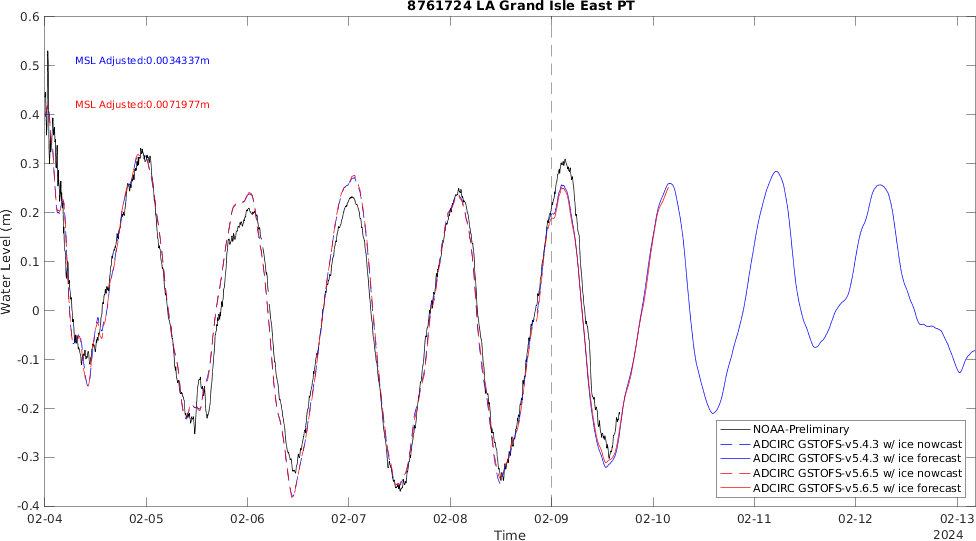 8761724 LA Grand Isle East PT
0.6
0.5
0.4
0.3
0.2
0.1
0
-0.1
-0.2
-0.3
-0.4
Water Level (m)
MSL Adjusted:0.0034337m
MSL Adjusted:0.0071977m
NOAA-Preliminary
ADCIRC GSTOFS-v5.4.3 w/ ice nowcast
ADCIRC GSTOFS-v5.4.3 w/ ice forecast
ADCIRC GSTOFS-v5.6.5 w/ ice nowcast
ADCIRC GSTOFS-v5.6.5 w/ ice forecast
02-04 02-05 02-06 02-07 02-08 02-09 02-10 02-11 02-12 02-13
Time
2024